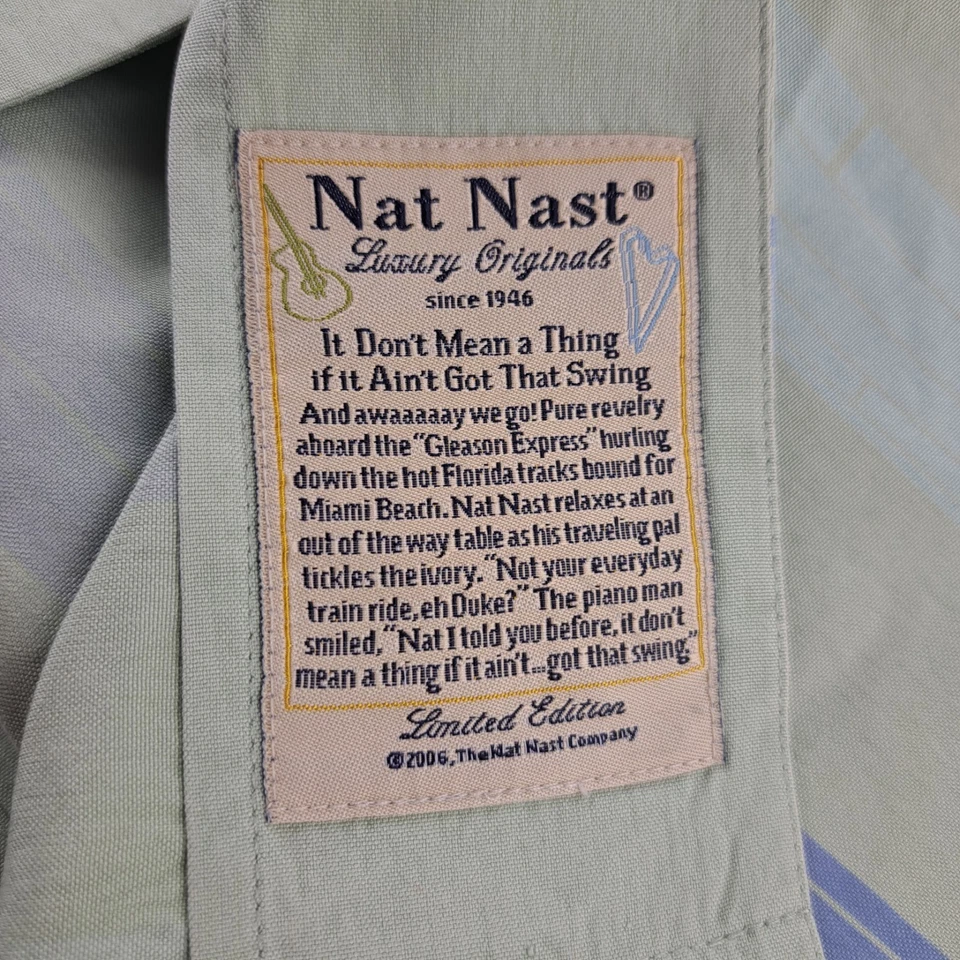 Nat Nast®
Luxury Originals
since 1946
It Don't Mean a Thing
if it Ain't Got That Swing
And awaaaaay we go! Pure revelry
aboard the "Gleason Express" hurling
down the hot Florida tracks bound for
Miami Beach. Nat Nast relaxes at an
out of the way table as his traveling pal
tickles the ivory. "Not your everyday
train ride, eh Duke?" The piano man
smiled, "Nat I told you before, it don't
mean a thing if it ain't...got that swing."
Limited Edition
©2006, The Nat Nast Company